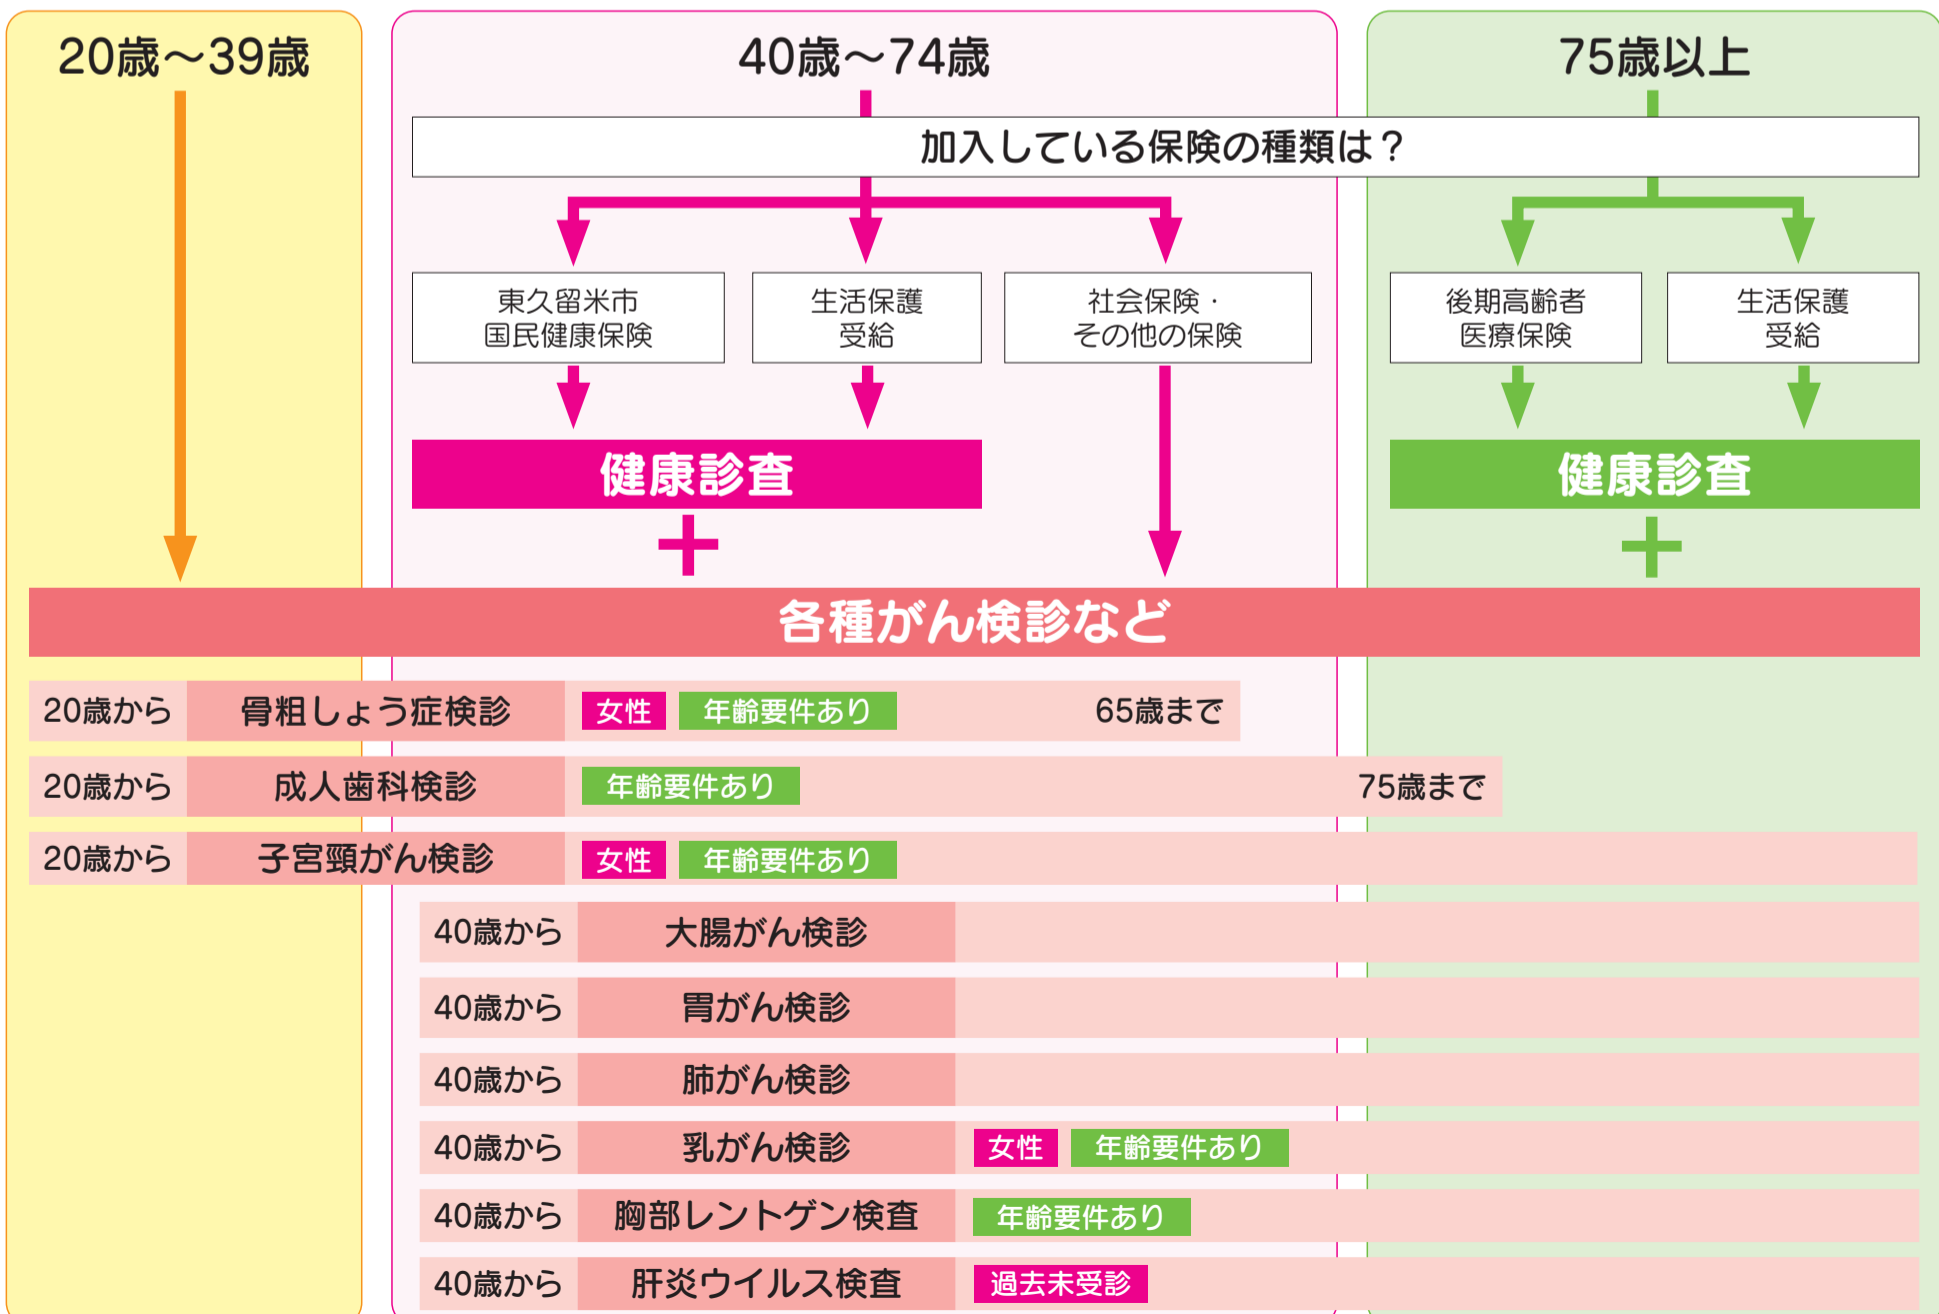 20歳～39歳
40歳～74歳
75歳以上
加入している保険の種類は？
東久留米市
国民健康保険
生活保護
受給
社会保険・
その他の保険
後期高齢者
医療保険
生活保護
受給
健康診査
健康診査
＋
＋
各種がん検診など
20歳から 骨粗しょう症検診 女性 年齢要件あり 65歳まで
20歳から 成人歯科検診 年齢要件あり 75歳まで
20歳から 子宮頸がん検診 女性 年齢要件あり
40歳から 大腸がん検診
40歳から 胃がん検診
40歳から 肺がん検診
40歳から 乳がん検診 女性 年齢要件あり
40歳から 胸部レントゲン検査 年齢要件あり
40歳から 肝炎ウイルス検査 過去未受診